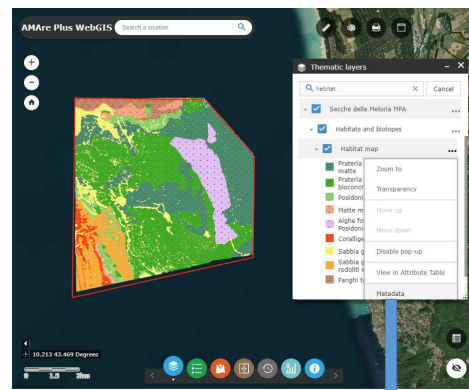 AMAre Plus WebGIS
Search a location
Thematic layers
habitat
Cancel
Secche delle Meloria MPA
Habitats and biotopes
Habitat map
Prateria
matte
Prateria
bioconcr
Posidoni
Matte m
Alghe fo
Posidoni
Corallige
Sabbia g
Sabbia g
rodoliti e
Fanghi t
Zoom to
Transparency
Move up
Move down
Disable pop-up
View in Attribute Table
Metadata
10.213 43.469 Degrees
0 1.5 3km